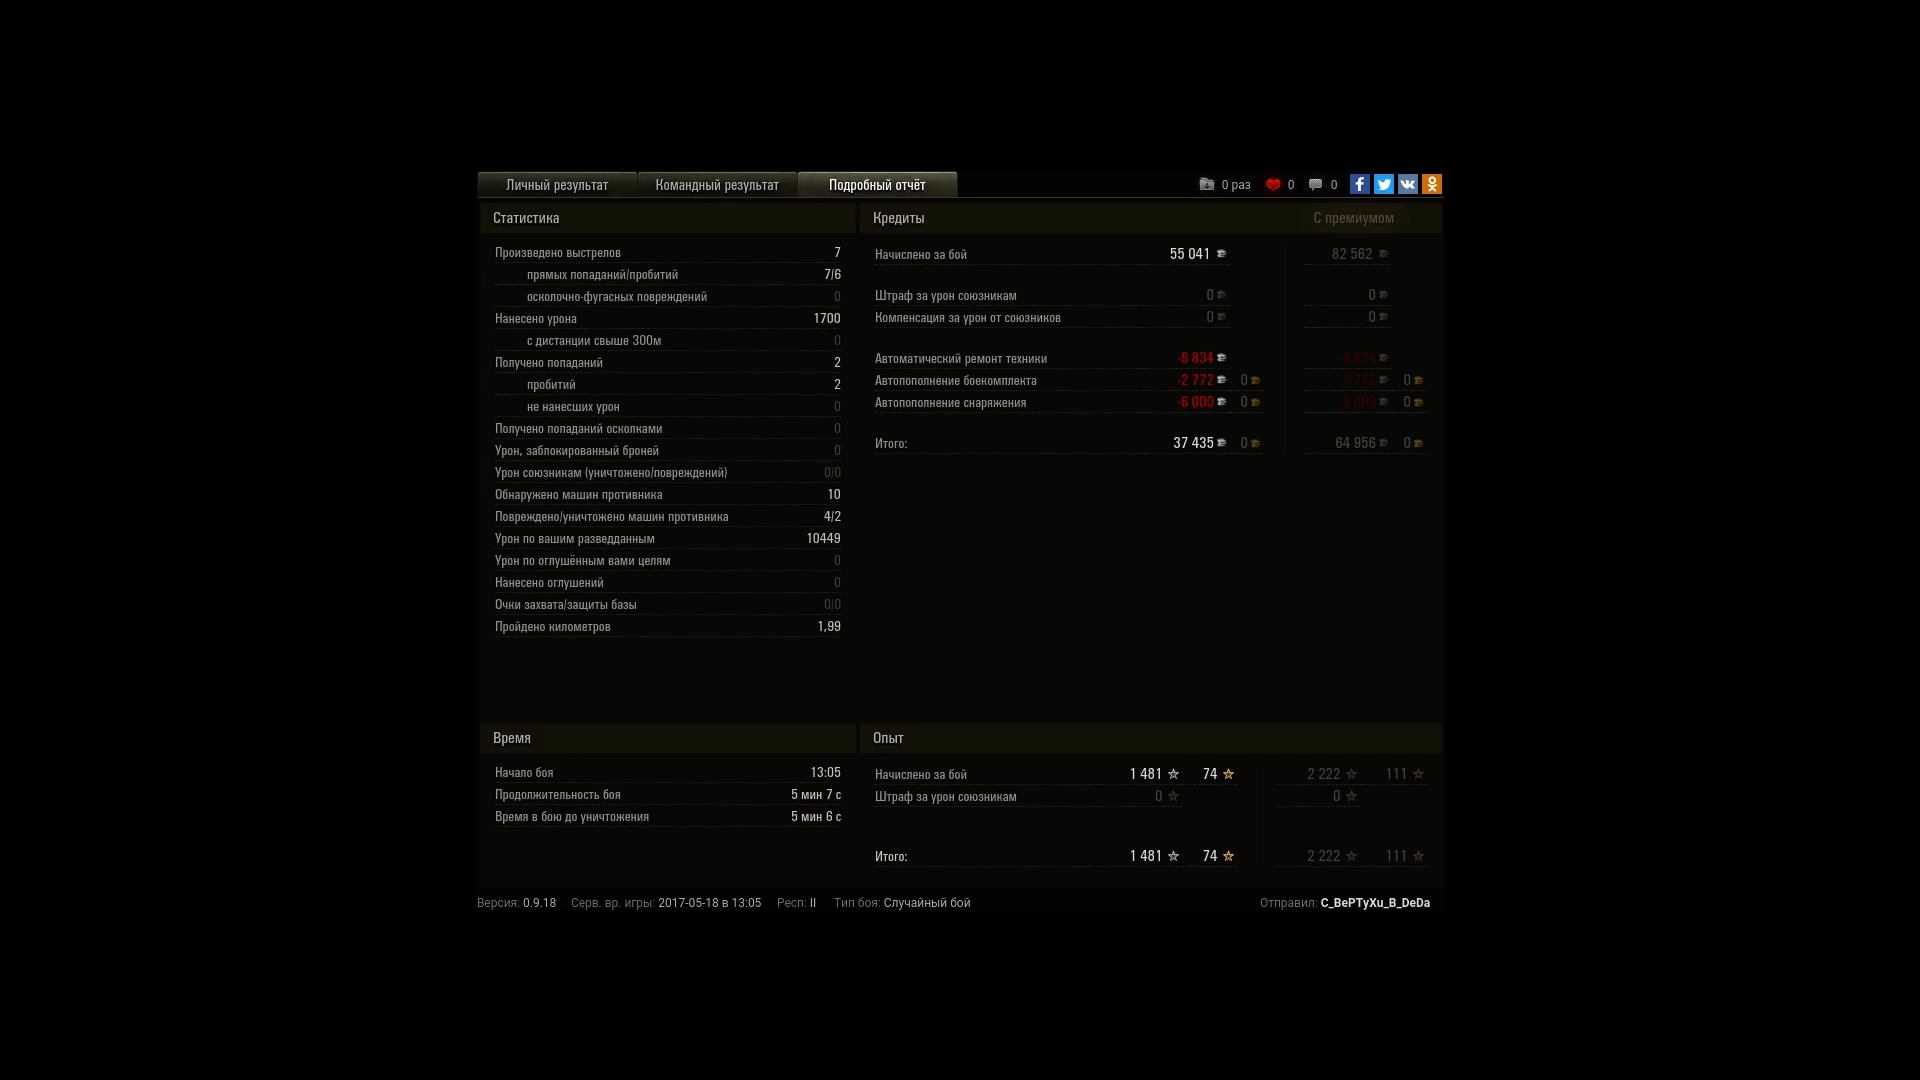 Личный результат Командный результат Подробный отчёт 0 раз 0 0
Статистика
Произведено выстрелов 7
прямых попаданий/пробитий 7/6
осколочно-фугасных повреждений 0
Нанесено урона 1700
с дистанции свыше 300м 0
Получено попаданий 2
пробитий 2
не нанесших урон 0
Получено попаданий осколками 0
Урон, заблокированный броней 0
Урон союзникам (уничтожено/повреждений) 0/0
Обнаружено машин противника 10
Повреждено/уничтожено машин противника 4/2
Урон по вашим разведданным 10449
Урон по оглушённым вами целям 0
Нанесено оглушений 0
Очки захвата/защиты базы 0/0
Пройдено километров 1,99
Кредиты С премиумом
Начислено за бой 55 041 82 562
Штраф за урон союзникам 0 0
Компенсация за урон от союзников 0 0
Автоматический ремонт техники -8 834 -8 834
Автопополнение боекомплекта -2 772 0 -2 772 0
Автопополнение снаряжения -6 000 0 -6 000 0
Итого: 37 435 0 64 956 0
Время
Начало боя 13:05
Продолжительность боя 5 мин 7 с
Время в бою до уничтожения 5 мин 6 с
Опыт
Начислено за бой 1 481 74 2 222 111
Штраф за урон союзникам 0 0
Итого: 1 481 74 2 222 111
Версия: 0.9.18 Серв. вр. игры: 2017-05-18 в 13:05 Респ: II Тип боя: Случайный бой Отправил: C_BePTyXu_B_DeDa